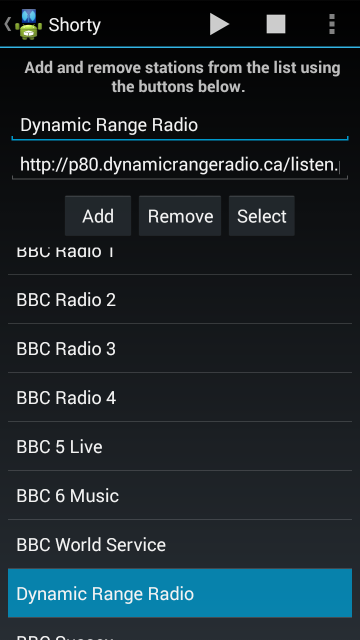 Shorty
Add and remove stations from the list using
the buttons below.
Dynamic Range Radio
http://p80.dynamicrangeradio.ca/listen.p
Add Remove Select
BBC Radio 1
BBC Radio 2
BBC Radio 3
BBC Radio 4
BBC 5 Live
BBC 6 Music
BBC World Service
Dynamic Range Radio
BBC Sussex